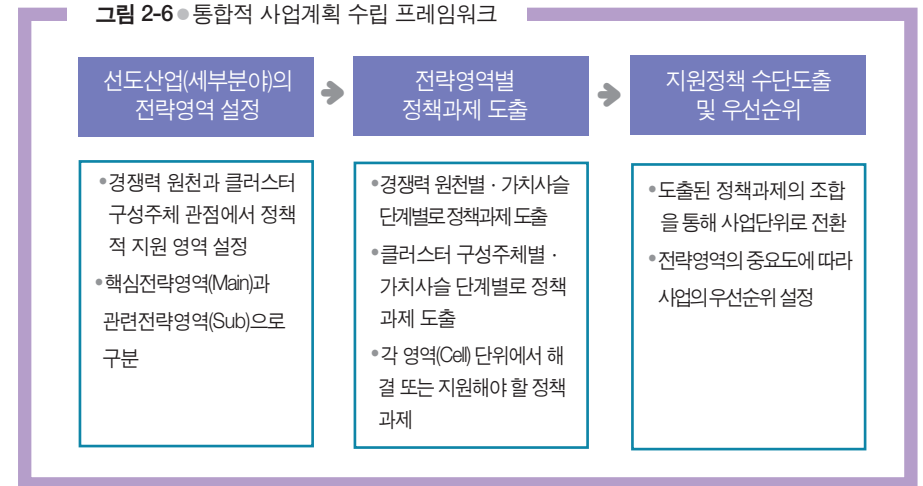 그림 2-6 ● 통합적 사업계획 수립 프레임워크
선도산업(세부분야)의
전략영역 설정
전략영역별
정책과제 도출
지원정책 수단도출
및 우선순위
•경쟁력 원천과 클러스터
구성주체 관점에서 정책
적 지원 영역 설정
•핵심전략영역(Main)과
관련전략영역(Sub)으로
구분
•경쟁력 원천별 · 가치사슬
단계별로 정책과제 도출
•클러스터 구성주체별 ·
가치사슬 단계별로 정책
과제 도출
•각 영역(Cell) 단위에서 해
결 또는 지원해야 할 정책
과제
•도출된 정책과제의 조합
을 통해 사업단위로 전환
•전략영역의 중요도에 따라
사업의 우선순위 설정